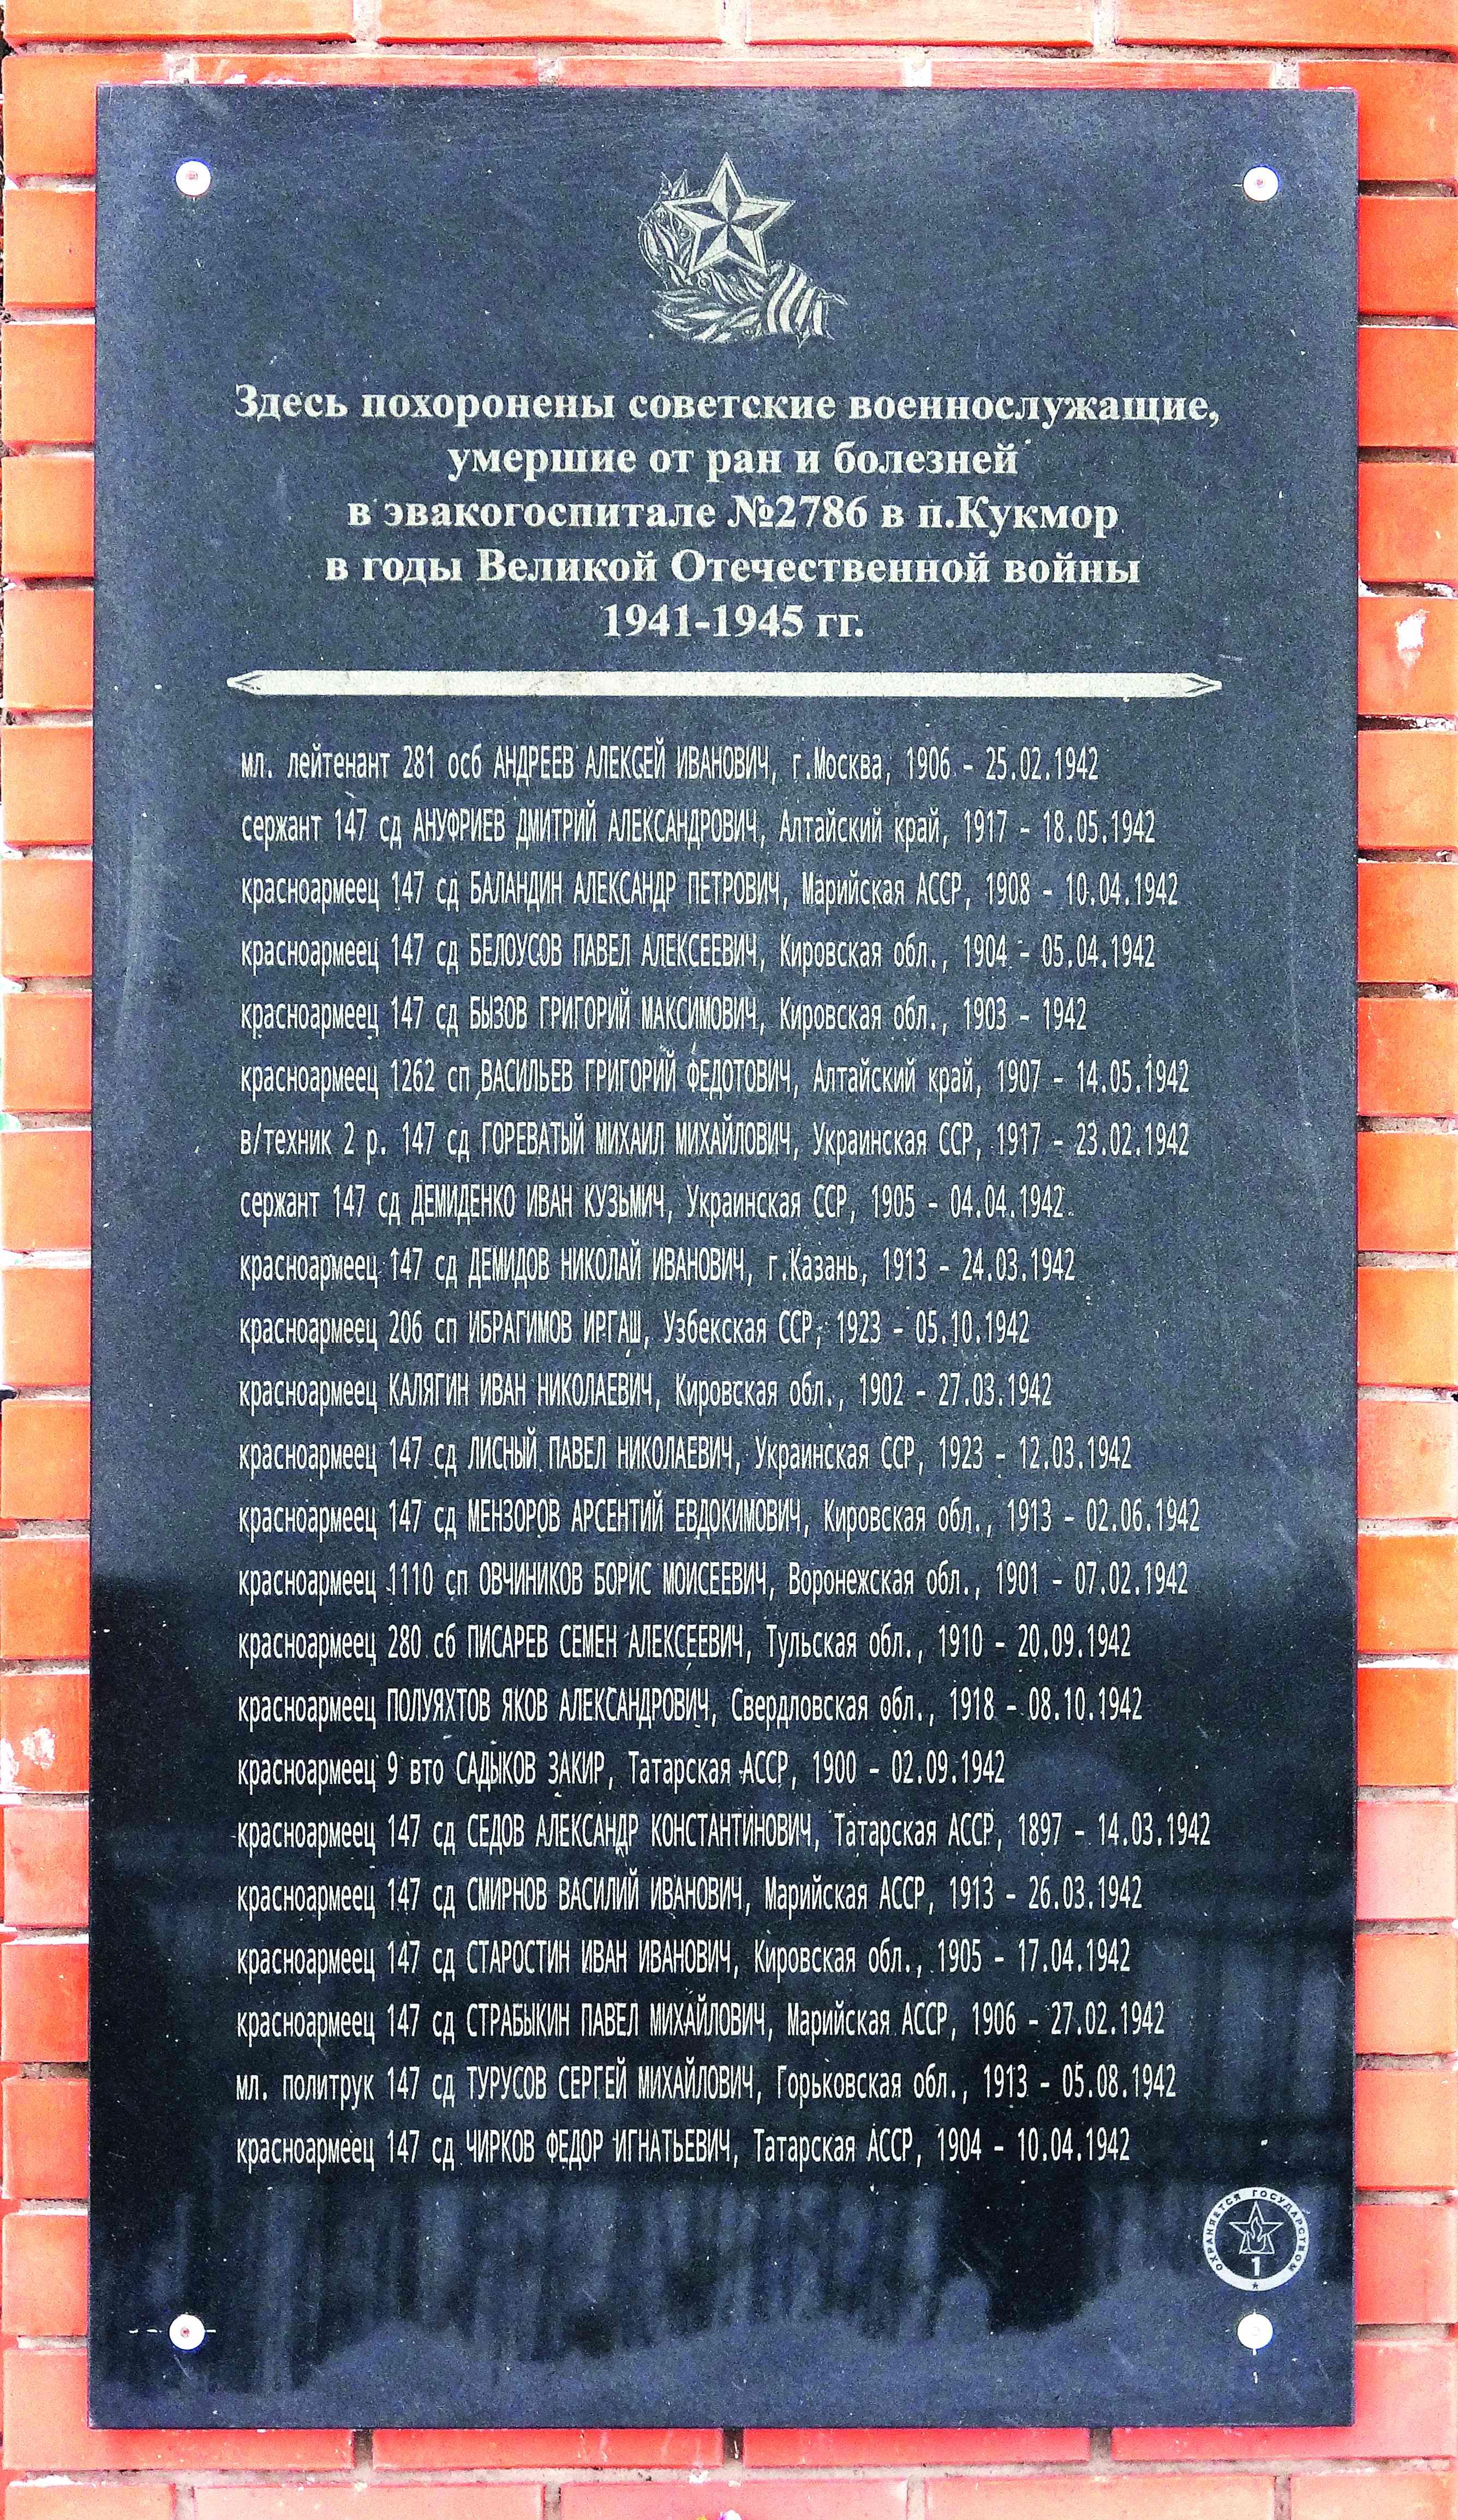 Здесь похоронены советские военнослужащие,
умершие от ран и болезней
в эвакогоспитале №2786 в п.Кукмор
в годы Великой Отечественной войны
1941-1945 гг.
мл. лейтенант 281 осб АНДРЕЕВ АЛЕКСЕЙ ИВАНОВИЧ, г.Москва, 1906 - 25.02.1942
сержант 147 сд АНУФРИЕВ ДМИТРИЙ АЛЕКСАНДРОВИЧ, Алтайский край, 1917 - 18.05.1942
красноармеец 147 сд БАЛАНДИН АЛЕКСАНДР ПЕТРОВИЧ, Марийская АССР, 1908 - 10.04.1942
красноармеец 147 сд БЕЛОУСОВ ПАВЕЛ АЛЕКСЕЕВИЧ, Кировская обл., 1904 - 05.04.1942
красноармеец 147 сд БЫЗОВ ГРИГОРИЙ МАКСИМОВИЧ, Кировская обл., 1903 - 1942
красноармеец 1262 сп ВАСИЛЬЕВ ГРИГОРИЙ ФЕДОТОВИЧ, Алтайский край, 1907 - 14.05.1942
в/техник 2 р. 147 сд ГОРЕВАТЫЙ МИХАИЛ МИХАЙЛОВИЧ, Украинская ССР, 1917 - 23.02.1942
сержант 147 сд ДЕМИДЕНКО ИВАН КУЗЬМИЧ, Украинская ССР, 1905 - 04.04.1942
красноармеец 147 сд ДЕМИДОВ НИКОЛАЙ ИВАНОВИЧ, г.Казань, 1913 - 24.03.1942
красноармеец 206 сп ИБРАГИМОВ ИРГАШ, Узбекская ССР, 1923 - 05.10.1942
красноармеец КАЛЯГИН ИВАН НИКОЛАЕВИЧ, Кировская обл., 1902 - 27.03.1942
красноармеец 147 сд ЛИСНЫЙ ПАВЕЛ НИКОЛАЕВИЧ, Украинская ССР, 1923 - 12.03.1942
красноармеец 147 сд МЕНЗОРОВ АРСЕНТИЙ ЕВДОКИМОВИЧ, Кировская обл., 1913 - 02.06.1942
красноармеец 1110 сп ОВЧИНИКОВ БОРИС МОИСЕЕВИЧ, Воронежская обл., 1901 - 07.02.1942
красноармеец 280 сб ПИСАРЕВ СЕМЕН АЛЕКСЕЕВИЧ, Тульская обл., 1910 - 20.09.1942
красноармеец ПОЛУЯХТОВ ЯКОВ АЛЕКСАНДРОВИЧ, Свердловская обл., 1918 - 08.10.1942
красноармеец 9 вто САДЫКОВ ЗАКИР, Татарская АССР, 1900 - 02.09.1942
красноармеец 147 сд СЕДОВ АЛЕКСАНДР КОНСТАНТИНОВИЧ, Татарская АССР, 1897 - 14.03.1942
красноармеец 147 сд СМИРНОВ ВАСИЛИЙ ИВАНОВИЧ, Марийская АССР, 1913 - 26.03.1942
красноармеец 147 сд СТАРОСТИН ИВАН ИВАНОВИЧ, Кировская обл., 1905 - 17.04.1942
красноармеец 147 сд СТРАБЫКИН ПАВЕЛ МИХАЙЛОВИЧ, Марийская АССР, 1906 - 27.02.1942
мл. политрук 147 сд ТУРУСОВ СЕРГЕЙ МИХАЙЛОВИЧ, Горьковская обл., 1913 - 05.08.1942
красноармеец 147 сд ЧИРКОВ ФЕДОР ИГНАТЬЕВИЧ, Татарская АССР, 1904 - 10.04.1942
ОХРАНЯЕТСЯ ГОСУДАРСТВОМ
1